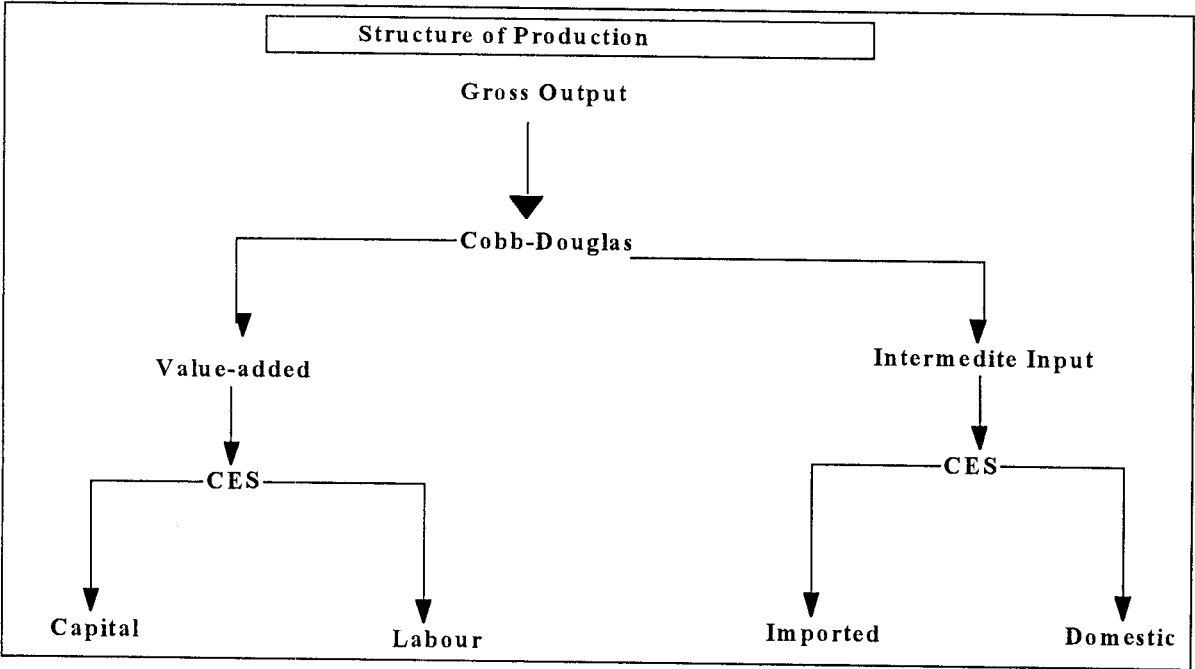 Structure of Production
Gross Output
Cobb-Douglas
Value-added
Intermedite Input
CES
CES
Capital
Labour
Imported
Domestic